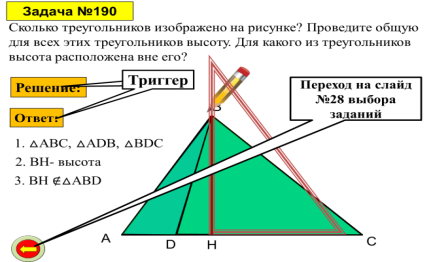 Задача №190
Сколько треугольников изображено на рисунке? Проведите общую
для всех этих треугольников высоту. Для какого из треугольников
высота расположена вне его?
Решение:
Триггер
Ответ:
Переход на слайд
№28 выбора
заданий
1. △ABC, △ADB, △BDC
2. BH- высота
3. BH ∉△ABD
B
A
D
H
C